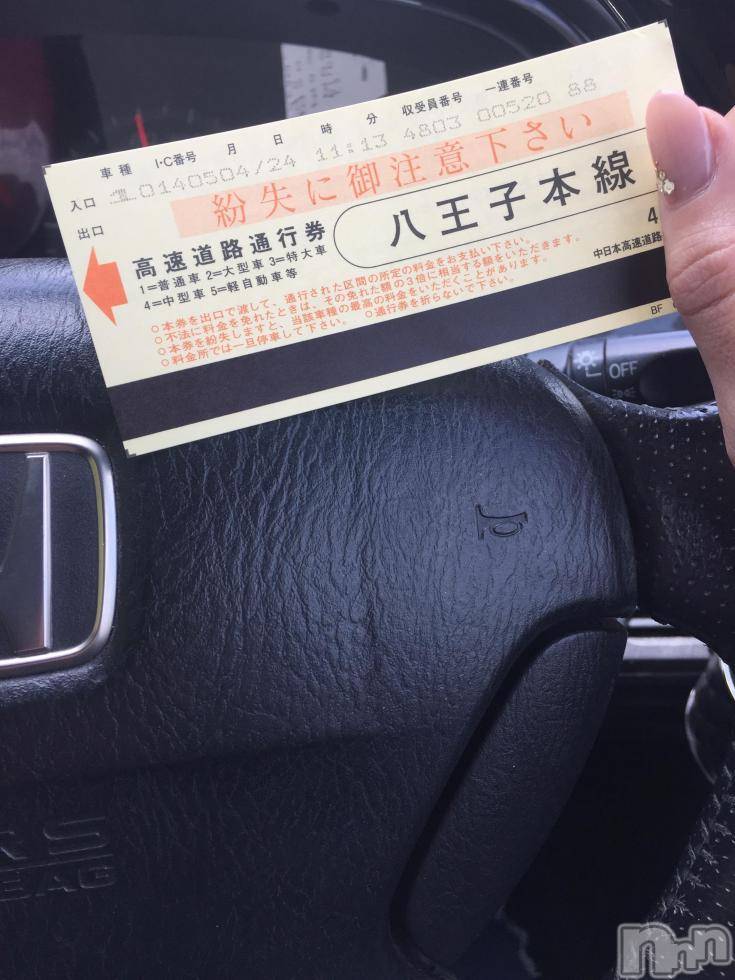 車種 I・C番号 月 日 時 分 収受員番号 一連番号
入口 0140504/24 11:13 4803 00520 88
出口
紛失に御注意下さい
高速道路通行券
八王子本線
1=普通車 2=大型車 3=特大車
4=中型車 5=軽自動車等
4
中日本高速道路
○本券を出口で渡して、通行された区間の所定の料金をお支払い下さい。
○不法に料金を免れたときは、その免れた額の3倍に相当する額をいただきます。
○本券を紛失しますと、当該車種の最高の料金をいただくことがあります。
○料金所では一旦停車して下さい。 ○通行券を折らないで下さい。
BF
OFF
RS
BAG